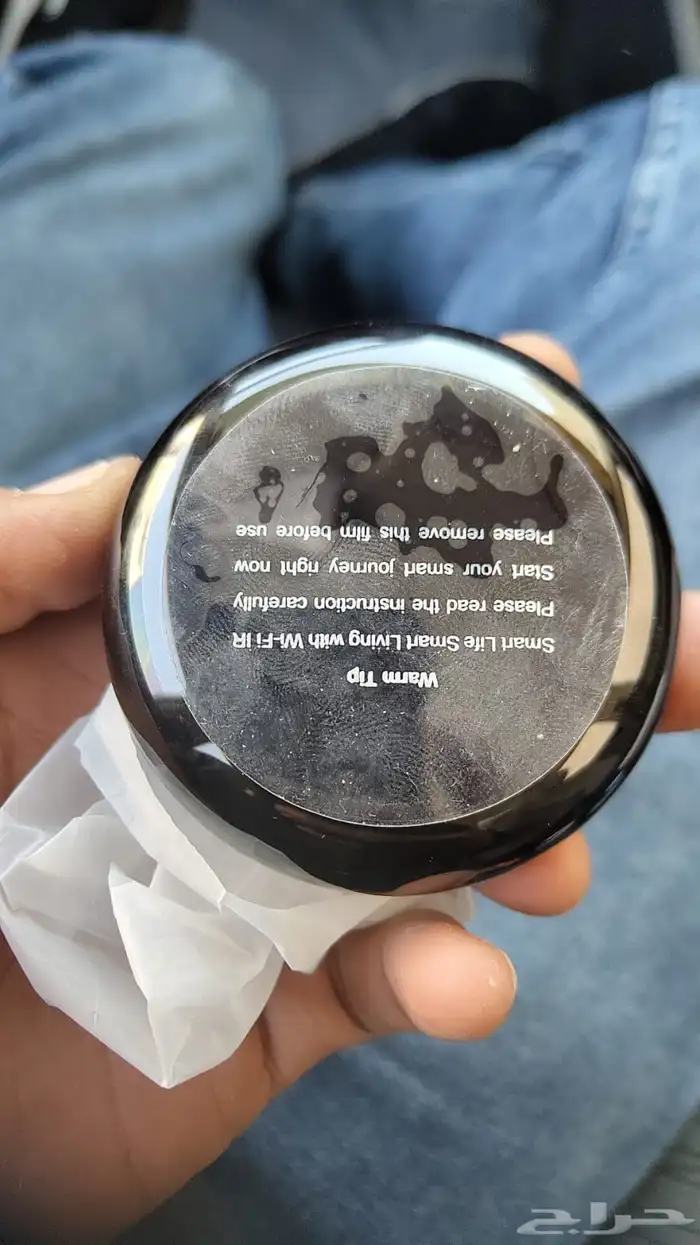 Warm Tip
Smart Life Smart Living with Wi-Fi IR
Please read the instruction carefully
Start your smart journey right now
Please remove this film before use
حراج